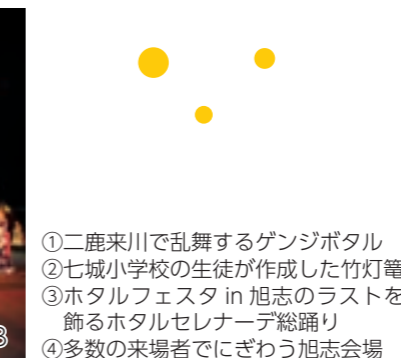 ①二鹿来川で乱舞するゲンジボタル
②七城小学校の生徒が作成した竹灯篭
③ホタルフェスタ in 旭志のラストを
飾るホタルセレナーデ総踊り
④多数の来場者でにぎわう旭志会場
3